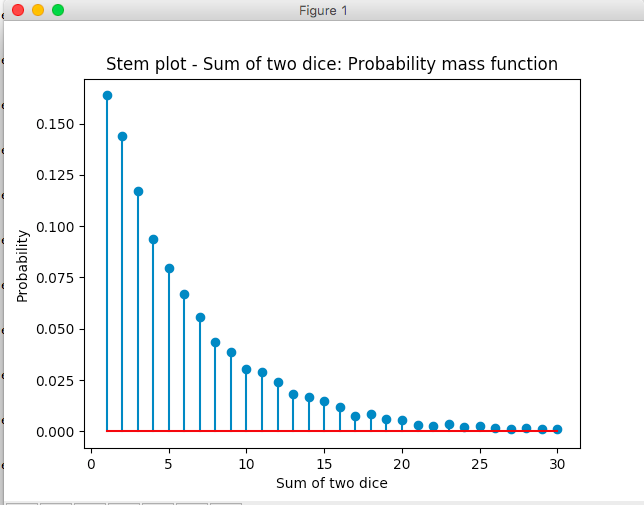 Figure 1
Stem plot - Sum of two dice: Probability mass function
0.150
0.125
0.100
0.075
0.050
0.025
0.000
Probability
0 5 10 15 20 25 30
Sum of two dice